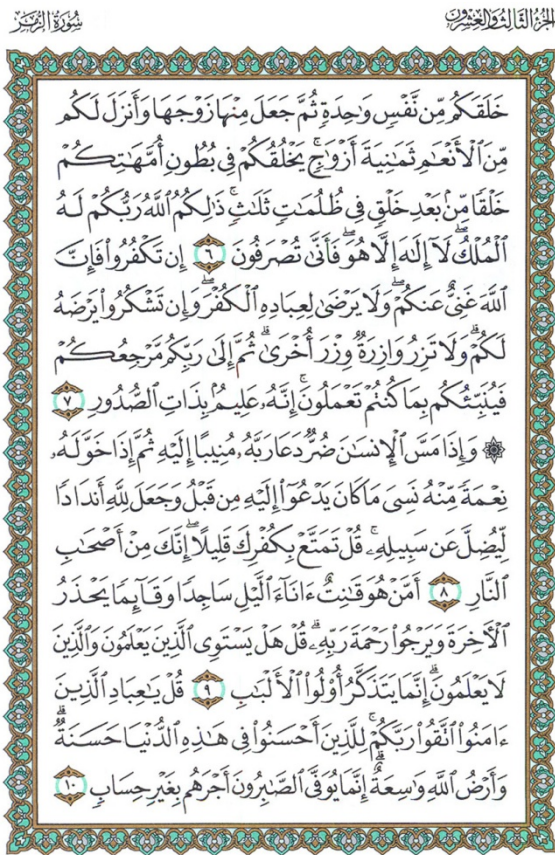 الجزء الثالث والعشرون
سورة الزمر
خَلَقَكُم مِّن نَّفْسٍ وَٰحِدَةٍ ثُمَّ جَعَلَ مِنْهَا زَوْجَهَا وَأَنزَلَ لَكُم
مِّنَ ٱلْأَنْعَٰمِ ثَمَٰنِيَةَ أَزْوَٰجٍ ۚ يَخْلُقُكُمْ فِى بُطُونِ أُمَّهَٰتِكُمْ
خَلْقًا مِّنۢ بَعْدِ خَلْقٍ فِى ظُلُمَٰتٍ ثَلَٰثٍ ۚ ذَٰلِكُمُ ٱللَّهُ رَبُّكُمْ لَهُ
ٱلْمُلْكُ ۖ لَآ إِلَٰهَ إِلَّا هُوَ ۖ فَأَنَّىٰ تُصْرَفُونَ ٦ إِن تَكْفُرُوا۟ فَإِنَّ
ٱللَّهَ غَنِىٌّ عَنكُمْ ۖ وَلَا يَرْضَىٰ لِعِبَادِهِ ٱلْكُفْرَ ۖ وَإِن تَشْكُرُوا۟ يَرْضَهُ
لَكُمْ ۗ وَلَا تَزِرُ وَازِرَةٌ وِزْرَ أُخْرَىٰ ۗ ثُمَّ إِلَىٰ رَبِّكُم مَّرْجِعُكُمْ
فَيُنَبِّئُكُم بِمَا كُنتُمْ تَعْمَلُونَ ۚ إِنَّهُۥ عَلِيمٌۢ بِذَاتِ ٱلصُّدُورِ ٧
۞ وَإِذَا مَسَّ ٱلْإِنسَٰنَ ضُرٌّ دَعَا رَبَّهُۥ مُنِيبًا إِلَيْهِ ثُمَّ إِذَا خَوَّلَهُۥ
نِعْمَةً مِّنْهُ نَسِىَ مَا كَانَ يَدْعُوٓا۟ إِلَيْهِ مِن قَبْلُ وَجَعَلَ لِلَّهِ أَندَادًا
لِّيُضِلَّ عَن سَبِيلِهِۦ ۚ قُلْ تَمَتَّعْ بِكُفْرِكَ قَلِيلًا ۖ إِنَّكَ مِنْ أَصْحَٰبِ
ٱلنَّارِ ٨ أَمَّنْ هُوَ قَٰنِتٌ ءَانَآءَ ٱلَّيْلِ سَاجِدًا وَقَآئِمًا يَحْذَرُ
ٱلْءَاخِرَةَ وَيَرْجُوا۟ رَحْمَةَ رَبِّهِۦ ۗ قُلْ هَلْ يَسْتَوِى ٱلَّذِينَ يَعْلَمُونَ وَٱلَّذِينَ
لَا يَعْلَمُونَ ۗ إِنَّمَا يَتَذَكَّرُ أُو۟لُوا۟ ٱلْأَلْبَٰبِ ٩ قُلْ يَٰعِبَادِ ٱلَّذِينَ
ءَامَنُوا۟ ٱتَّقُوا۟ رَبَّكُمْ ۚ لِلَّذِينَ أَحْسَنُوا۟ فِى هَٰذِهِ ٱلدُّنْيَا حَسَنَةٌ ۗ
وَأَرْضُ ٱللَّهِ وَٰسِعَةٌ ۗ إِنَّمَا يُوَفَّى ٱلصَّٰبِرُونَ أَجْرَهُم بِغَيْرِ حِسَابٍ ١٠